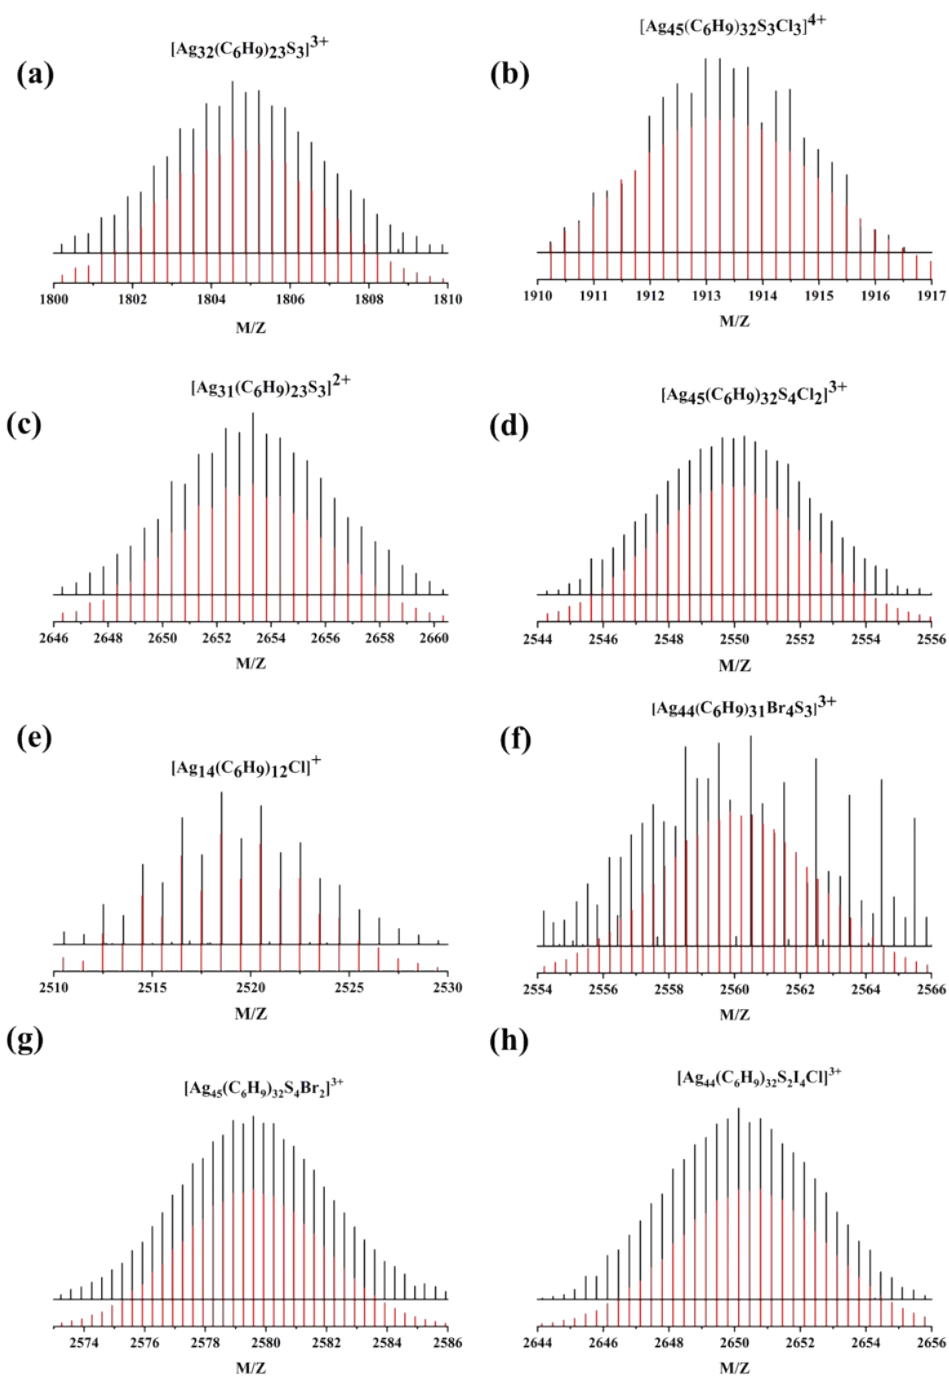 [Ag32(C6H9)23S3]3+
(a)
1800 1802 1804 1806 1808 1810
M/Z
[Ag45(C6H9)32S3Cl3]4+
(b)
1910 1911 1912 1913 1914 1915 1916 1917
M/Z
[Ag31(C6H9)23S3]2+
(c)
2646 2648 2650 2652 2654 2656 2658 2660
M/Z
[Ag45(C6H9)32S4Cl2]3+
(d)
2544 2546 2548 2550 2552 2554 2556
M/Z
(e)
[Ag14(C6H9)12Cl]+
2510 2515 2520 2525 2530
M/Z
[Ag44(C6H9)31Br4S3]3+
(f)
2554 2556 2558 2560 2562 2564 2566
M/Z
(g)
[Ag45(C6H9)32S4Br2]3+
2574 2576 2578 2580 2582 2584 2586
M/Z
(h)
[Ag44(C6H9)32S2I4Cl]3+
2644 2646 2648 2650 2652 2654 2656
M/Z